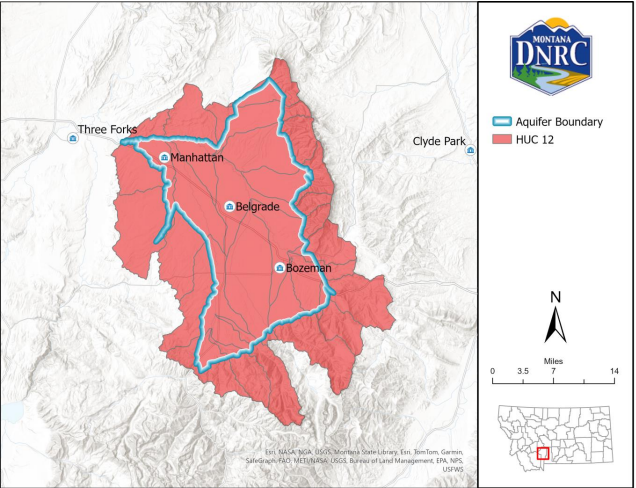 Three Forks
Manhattan
Belgrade
Bozeman
Clyde Park
Esri, NASA, NGA, USGS, Montana State Library, Esri, TomTom, Garmin,
SafeGraph, FAO, METI/NASA, USGS, Bureau of Land Management, EPA, NPS,
USFWS
MONTANA
DNRC
Aquifer Boundary
HUC 12
N
Miles
0 3.5 7 14